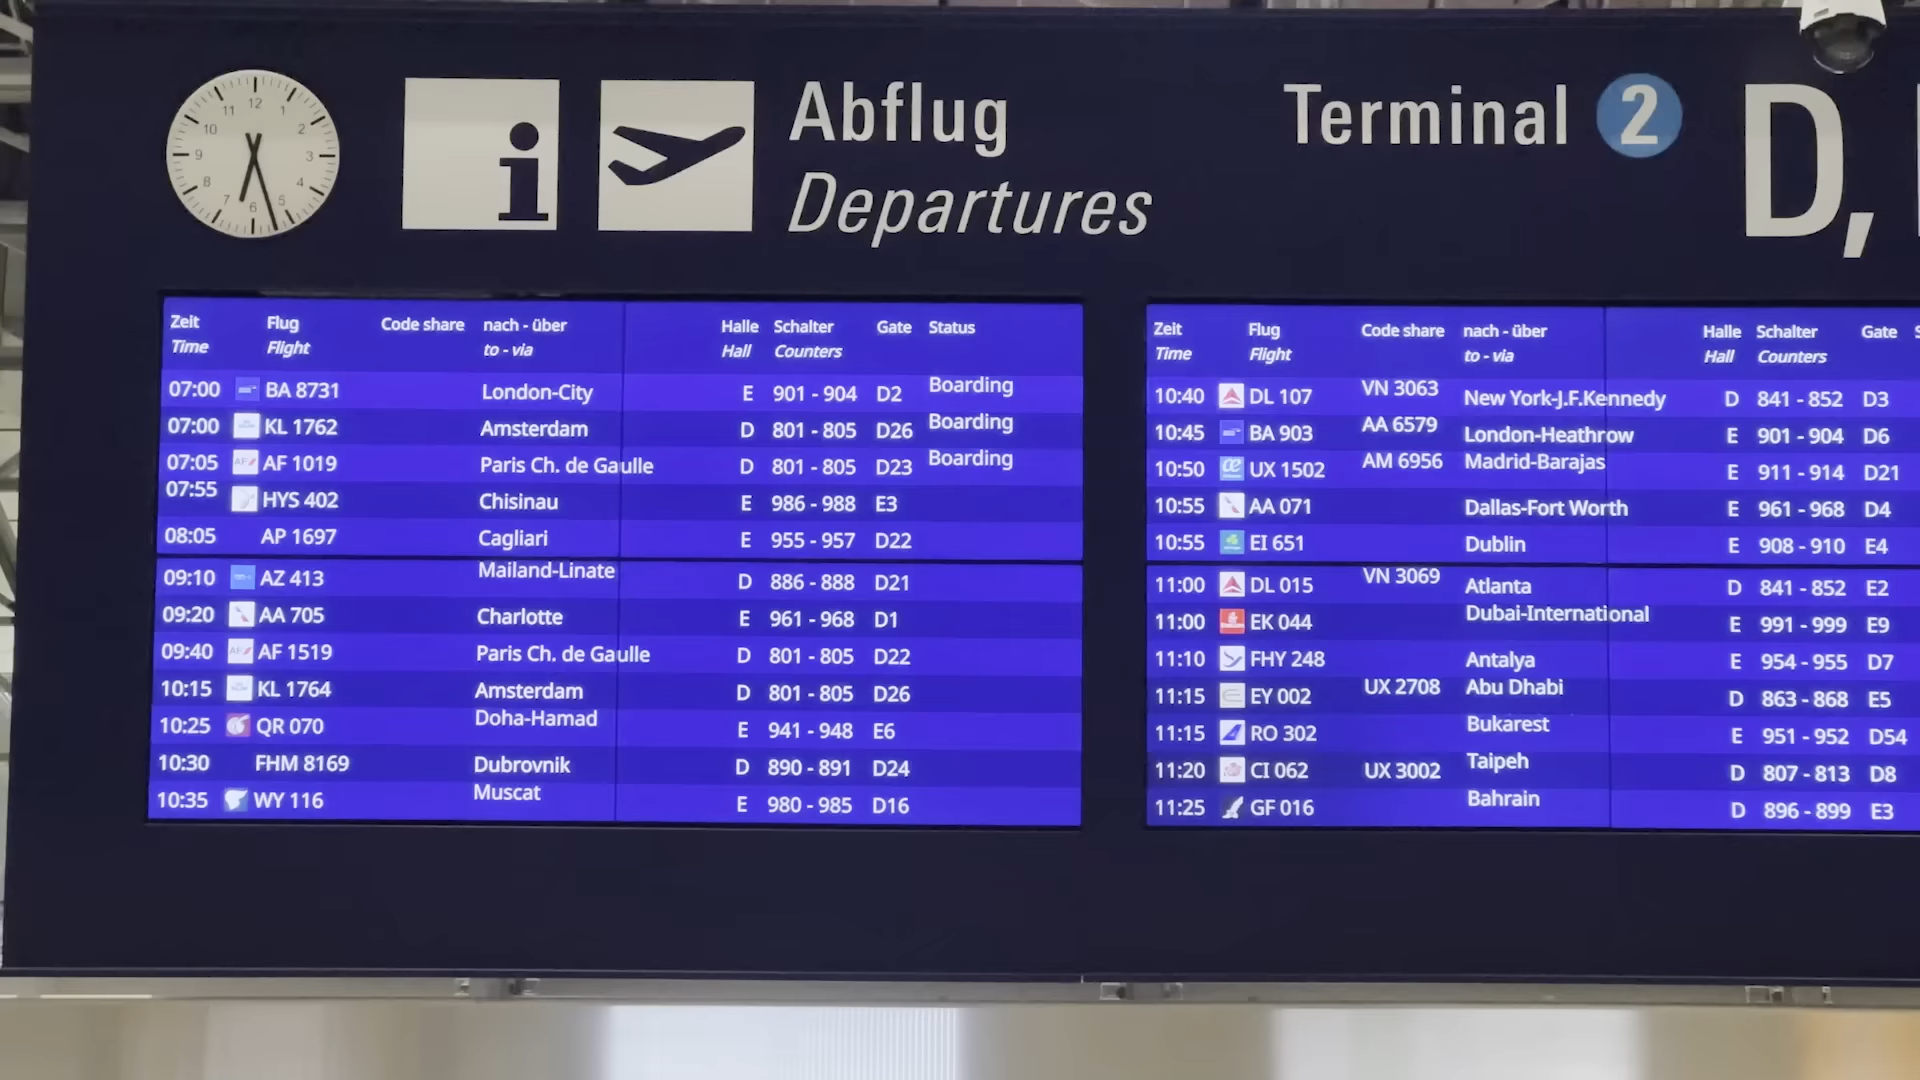 12
11 1
10 2
9 3
8 4
7 6 5
i
Abflug
Departures
Terminal 2
D,
Zeit Flug Code share nach - über Halle Schalter Gate Status
Time Flight to - via Hall Counters
07:00 BA 8731 London-City E 901 - 904 D2 Boarding
07:00 KL 1762 Amsterdam D 801 - 805 D26 Boarding
07:05 AF 1019 Paris Ch. de Gaulle D 801 - 805 D23 Boarding
07:55 HYS 402 Chisinau E 986 - 988 E3
08:05 AP 1697 Cagliari E 955 - 957 D22
09:10 AZ 413 Mailand-Linate D 886 - 888 D21
09:20 AA 705 Charlotte E 961 - 968 D1
09:40 AF 1519 Paris Ch. de Gaulle D 801 - 805 D22
10:15 KL 1764 Amsterdam D 801 - 805 D26
10:25 QR 070 Doha-Hamad E 941 - 948 E6
10:30 FHM 8169 Dubrovnik D 890 - 891 D24
10:35 WY 116 Muscat E 980 - 985 D16
Zeit Flug Code share nach - über Halle Schalter Gate
Time Flight to - via Hall Counters
10:40 DL 107 VN 3063 New York-J.F.Kennedy D 841 - 852 D3
10:45 BA 903 AA 6579 London-Heathrow E 901 - 904 D6
10:50 UX 1502 AM 6956 Madrid-Barajas E 911 - 914 D21
10:55 AA 071 Dallas-Fort Worth E 961 - 968 D4
10:55 EI 651 Dublin E 908 - 910 E4
11:00 DL 015 VN 3069 Atlanta D 841 - 852 E2
11:00 EK 044 Dubai-International E 991 - 999 E9
11:10 FHY 248 Antalya E 954 - 955 D7
11:15 EY 002 UX 2708 Abu Dhabi D 863 - 868 E5
11:15 RO 302 Bukarest E 951 - 952 D54
11:20 CI 062 UX 3002 Taipeh D 807 - 813 D8
11:25 GF 016 Bahrain D 896 - 899 E3